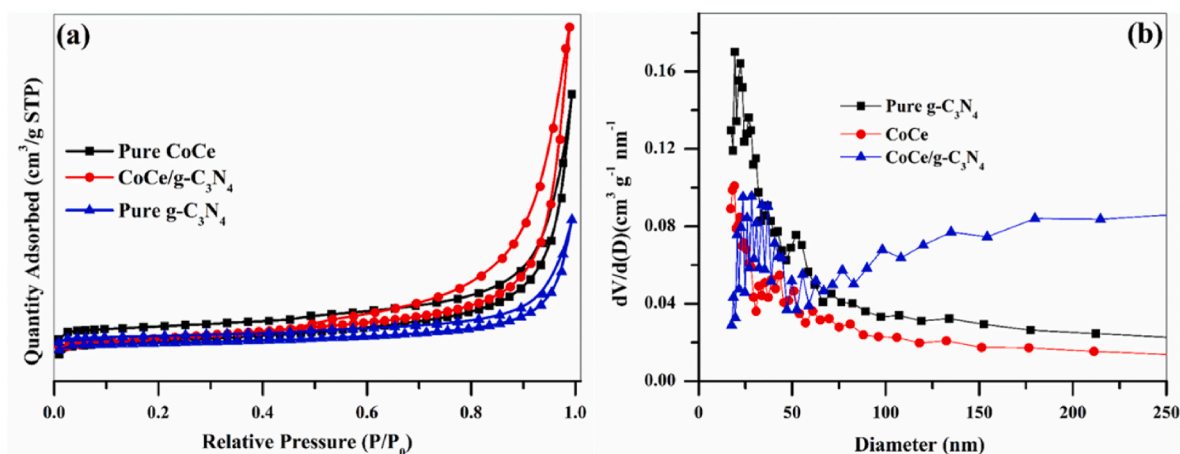 (a)
Quantity Adsorbed (cm³/g STP)
Pure CoCe
CoCe/g-C₃N₄
Pure g-C₃N₄
0.0 0.2 0.4 0.6 0.8 1.0
Relative Pressure (P/P₀)
(b)
dV/d(D)(cm³ g⁻¹ nm⁻¹)
0.16
0.12
0.08
0.04
0.00
Pure g-C₃N₄
CoCe
CoCe/g-C₃N₄
0 50 100 150 200 250
Diameter (nm)